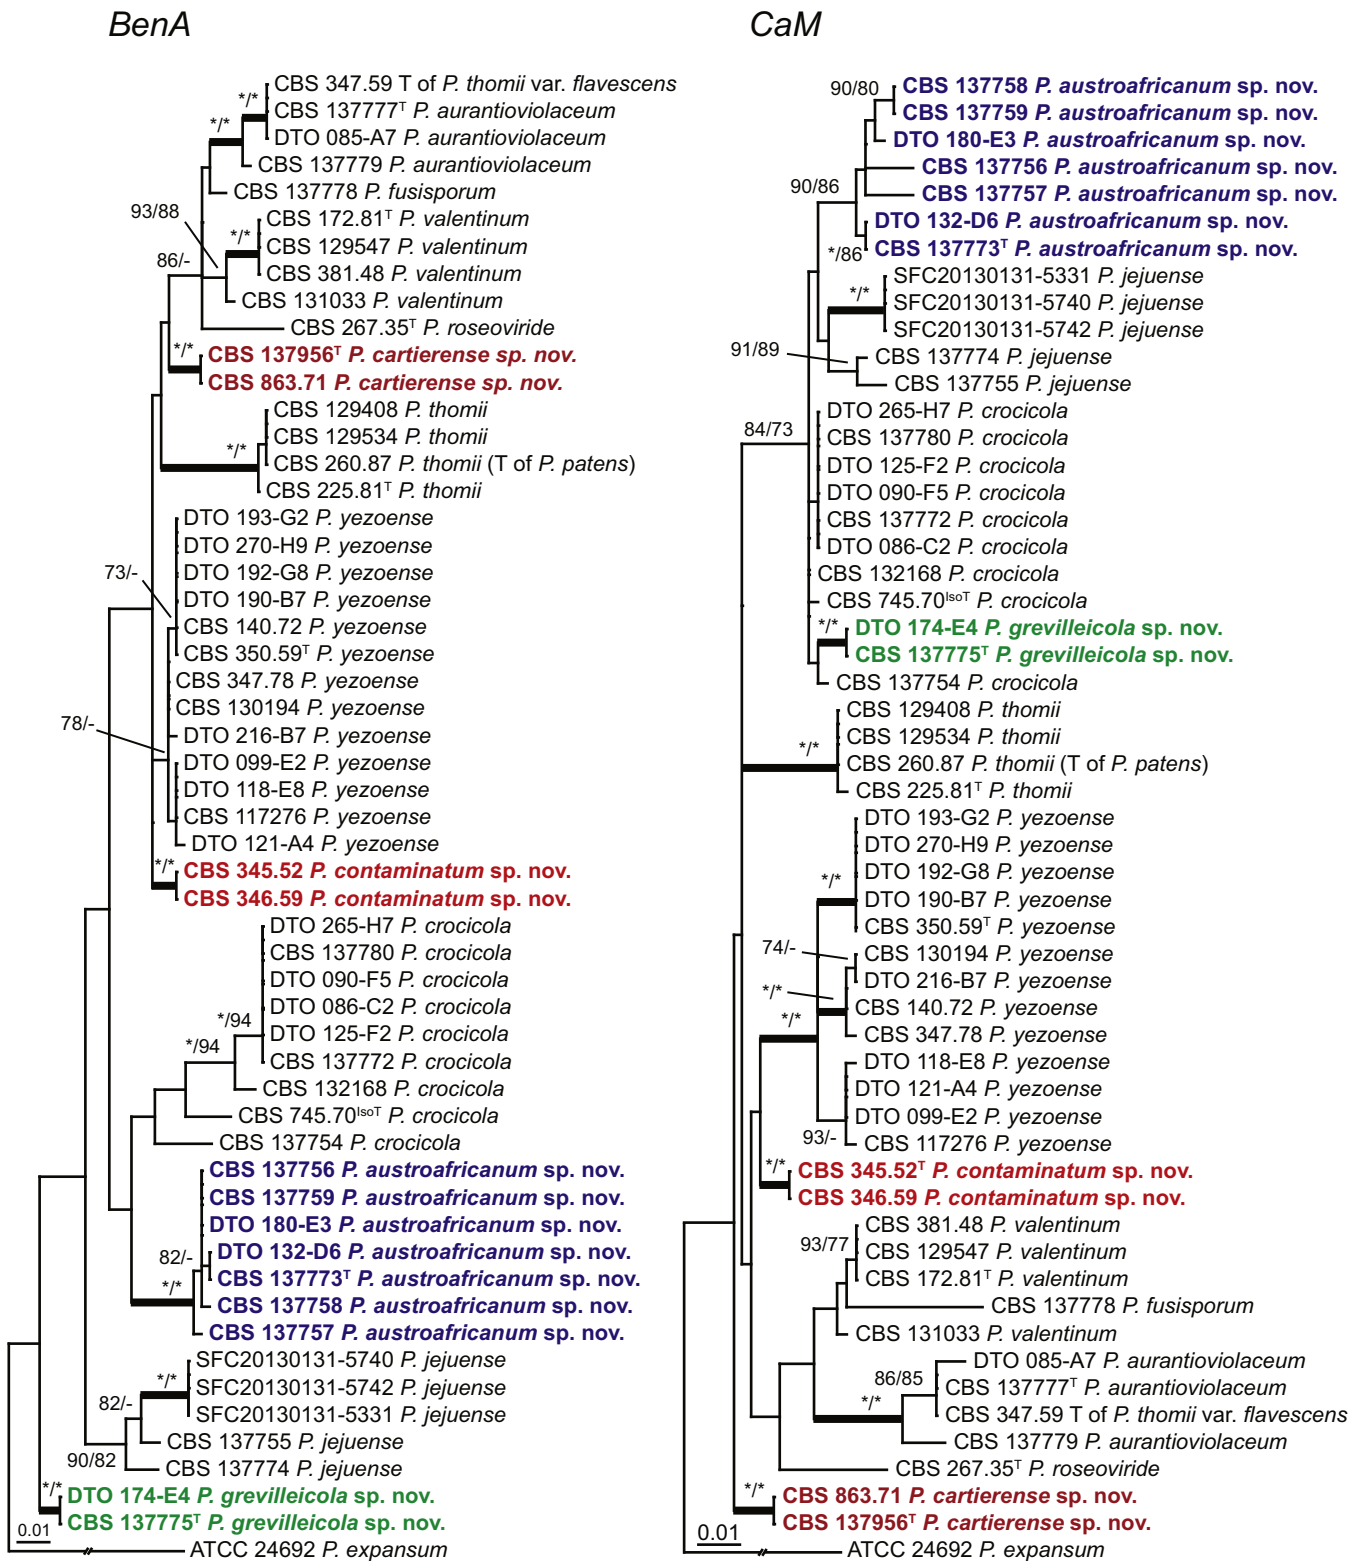 BenA
CBS 347.59 T of P. thomii var. flavescens
*/*
CBS 137777ᵀ P. aurantioviolaceum
*/*
DTO 085-A7 P. aurantioviolaceum
CBS 137779 P. aurantioviolaceum
CBS 137778 P. fusisporum
93/88
CBS 172.81ᵀ P. valentinum
*/*
CBS 129547 P. valentinum
86/-
CBS 381.48 P. valentinum
CBS 131033 P. valentinum
CBS 267.35ᵀ P. roseoviride
*/*
CBS 137956ᵀ P. cartierense sp. nov.
CBS 863.71 P. cartierense sp. nov.
CBS 129408 P. thomii
CBS 129534 P. thomii
*/*
CBS 260.87 P. thomii (T of P. patens)
CBS 225.81ᵀ P. thomii
DTO 193-G2 P. yezoense
DTO 270-H9 P. yezoense
73/-
DTO 192-G8 P. yezoense
DTO 190-B7 P. yezoense
CBS 140.72 P. yezoense
CBS 350.59ᵀ P. yezoense
CBS 347.78 P. yezoense
CBS 130194 P. yezoense
78/-
DTO 216-B7 P. yezoense
DTO 099-E2 P. yezoense
DTO 118-E8 P. yezoense
CBS 117276 P. yezoense
DTO 121-A4 P. yezoense
*/*
CBS 345.52 P. contaminatum sp. nov.
CBS 346.59 P. contaminatum sp. nov.
DTO 265-H7 P. crocicola
CBS 137780 P. crocicola
DTO 090-F5 P. crocicola
DTO 086-C2 P. crocicola
*/94
DTO 125-F2 P. crocicola
*/94
CBS 137772 P. crocicola
CBS 132168 P. crocicola
CBS 745.70ᴵˢᵒᵀ P. crocicola
CBS 137754 P. crocicola
CBS 137756 P. austroafricanum sp. nov.
CBS 137759 P. austroafricanum sp. nov.
DTO 180-E3 P. austroafricanum sp. nov.
82/-
DTO 132-D6 P. austroafricanum sp. nov.
*/*
CBS 137773ᵀ P. austroafricanum sp. nov.
CBS 137758 P. austroafricanum sp. nov.
CBS 137757 P. austroafricanum sp. nov.
SFC20130131-5740 P. jejuense
*/*
SFC20130131-5742 P. jejuense
82/-
SFC20130131-5331 P. jejuense
CBS 137755 P. jejuense
90/82
CBS 137774 P. jejuense
*/*
DTO 174-E4 P. grevilleicola sp. nov.
CBS 137775ᵀ P. grevilleicola sp. nov.
0.01
ATCC 24692 P. expansum
CaM
90/80
CBS 137758 P. austroafricanum sp. nov.
CBS 137759 P. austroafricanum sp. nov.
DTO 180-E3 P. austroafricanum sp. nov.
CBS 137756 P. austroafricanum sp. nov.
90/86
CBS 137757 P. austroafricanum sp. nov.
DTO 132-D6 P. austroafricanum sp. nov.
*/86
CBS 137773ᵀ P. austroafricanum sp. nov.
SFC20130131-5331 P. jejuense
*/*
SFC20130131-5740 P. jejuense
SFC20130131-5742 P. jejuense
91/89
CBS 137774 P. jejuense
CBS 137755 P. jejuense
DTO 265-H7 P. crocicola
84/73
CBS 137780 P. crocicola
DTO 125-F2 P. crocicola
DTO 090-F5 P. crocicola
CBS 137772 P. crocicola
DTO 086-C2 P. crocicola
CBS 132168 P. crocicola
CBS 745.70ᴵˢᵒᵀ P. crocicola
*/*
DTO 174-E4 P. grevilleicola sp. nov.
CBS 137775ᵀ P. grevilleicola sp. nov.
CBS 137754 P. crocicola
CBS 129408 P. thomii
CBS 129534 P. thomii
*/*
CBS 260.87 P. thomii (T of P. patens)
CBS 225.81ᵀ P. thomii
DTO 193-G2 P. yezoense
DTO 270-H9 P. yezoense
*/*
DTO 192-G8 P. yezoense
DTO 190-B7 P. yezoense
CBS 350.59ᵀ P. yezoense
74/-
CBS 130194 P. yezoense
DTO 216-B7 P. yezoense
*/*
CBS 140.72 P. yezoense
*/*
CBS 347.78 P. yezoense
DTO 118-E8 P. yezoense
DTO 121-A4 P. yezoense
DTO 099-E2 P. yezoense
93/-
CBS 117276 P. yezoense
*/*
CBS 345.52ᵀ P. contaminatum sp. nov.
CBS 346.59 P. contaminatum sp. nov.
CBS 381.48 P. valentinum
93/77
CBS 129547 P. valentinum
CBS 172.81ᵀ P. valentinum
CBS 137778 P. fusisporum
CBS 131033 P. valentinum
DTO 085-A7 P. aurantioviolaceum
86/85
CBS 137777ᵀ P. aurantioviolaceum
*/*
CBS 347.59 T of P. thomii var. flavescens
CBS 137779 P. aurantioviolaceum
CBS 267.35ᵀ P. roseoviride
*/*
CBS 863.71 P. cartierense sp. nov.
CBS 137956ᵀ P. cartierense sp. nov.
0.01
ATCC 24692 P. expansum